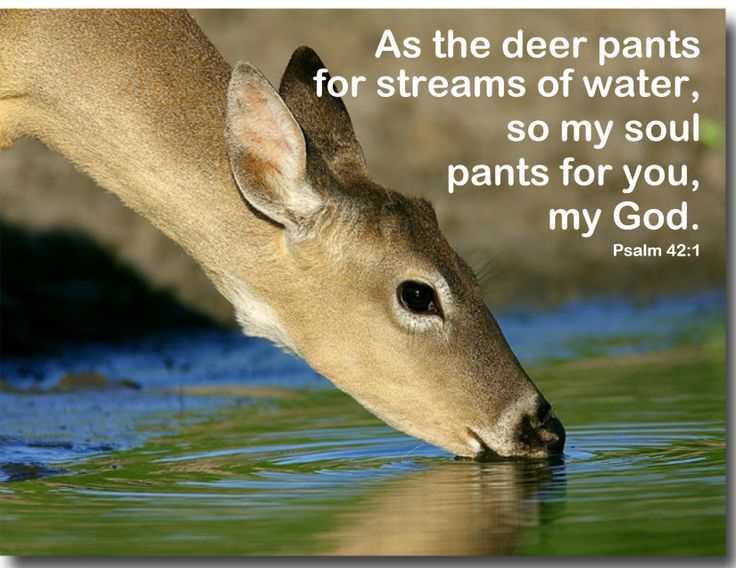 As the deer pants
for streams of water,
so my soul
pants for you,
my God.
Psalm 42:1